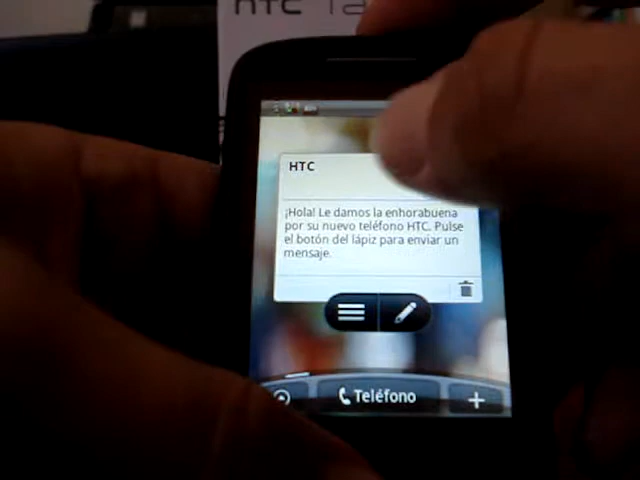 hTC Ta
HTC
¡Hola! Le damos la enhorabuena
por su nuevo teléfono HTC. Pulse
el botón del lápiz para enviar un
mensaje.
Teléfono